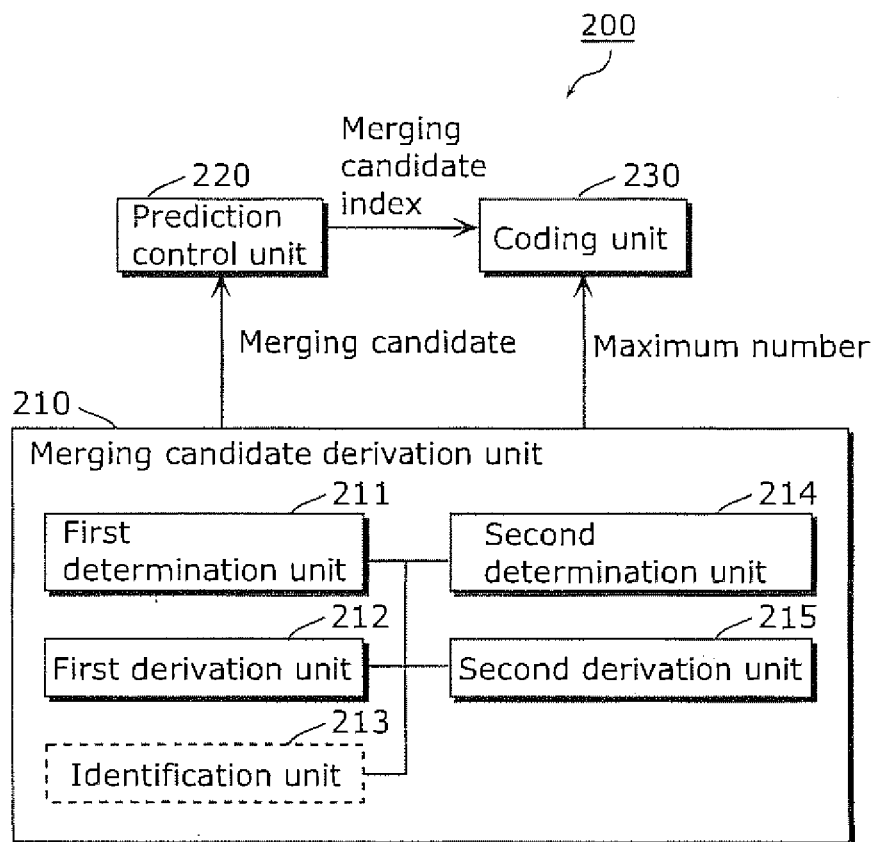 200
Merging
candidate
index
220
230
Prediction
control unit
Coding unit
Merging candidate
Maximum number
210
Merging candidate derivation unit
211
214
First
determination unit
Second
determination unit
212
215
First derivation unit
Second derivation unit
213
Identification unit